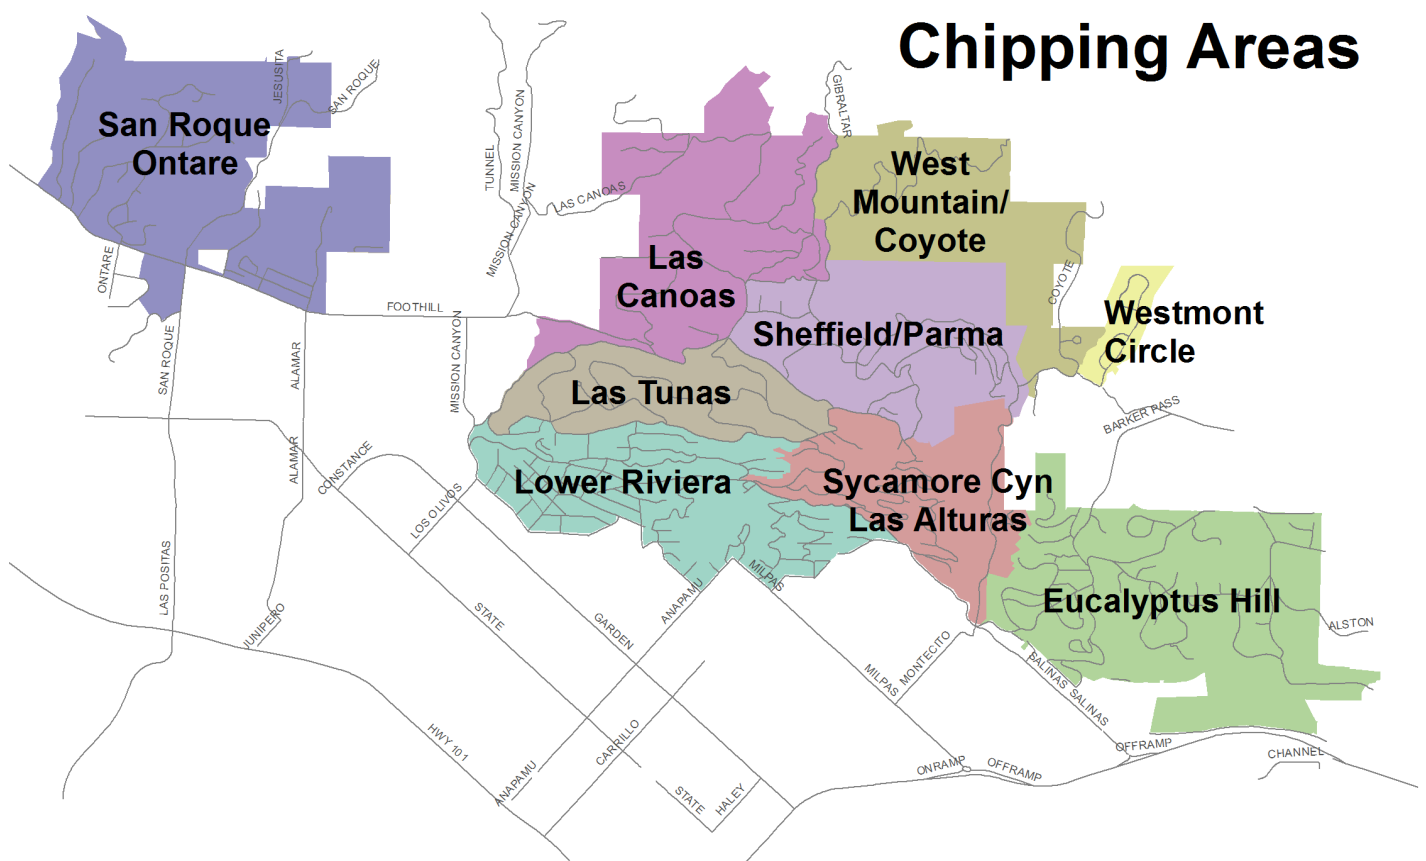 Chipping Areas
JESUSITA
SAN ROQUE
San Roque
Ontare
ONTARE
SAN ROQUE
ALAMAR
ALAMAR
FOOTHILL
TUNNEL
MISSION CANYON
MISSION CANYON
MISSION CANYON
LAS CANOAS
GIBRALTAR
West
Mountain/
Coyote
Las
Canoas
COYOTE
Westmont
Circle
Sheffield/Parma
Las Tunas
BARKER PASS
Lower Riviera
Sycamore Cyn
Las Alturas
CONSTANCE
LOS OLIVOS
LAS POSITAS
JUNIPERO
STATE
GARDEN
ANAPAMU
MILPAS
Eucalyptus Hill
ALSTON
MILPAS
MONTECITO
SALINAS
SALINAS
HWY 101
CARRILLO
ANAPAMU
STATE
HALEY
ONRAMP
OFFRAMP
OFFRAMP
CHANNEL